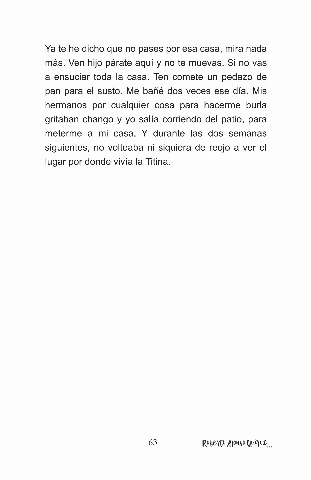 Ya te he dicho que no pases por esa casa, mira nada
más. Ven hijo párate aquí y no te muevas. Si no vas
a ensuciar toda la casa. Ten comete un pedazo de
pan para el susto. Me bañé dos veces ese día. Mis
hermanos por cualquier cosa para hacerme burla
gritaban chango y yo salía corriendo del patio, para
meterme a mi casa. Y durante las dos semanas
siguientes, no volteaba ni siquiera de reojo a ver el
lugar por donde vivía la Titina.
63